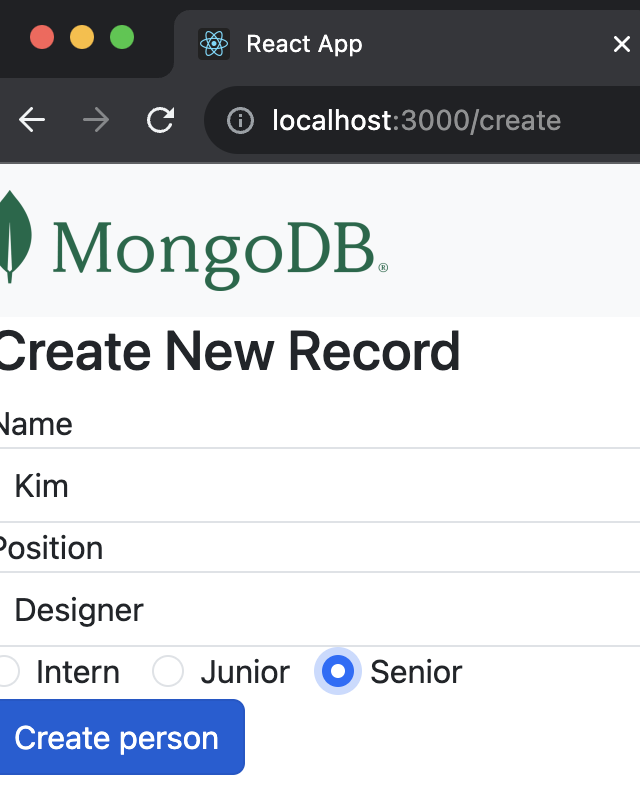 React App
localhost:3000/create
MongoDB®
Create New Record
Name
Kim
Position
Designer
Intern Junior Senior
Create person